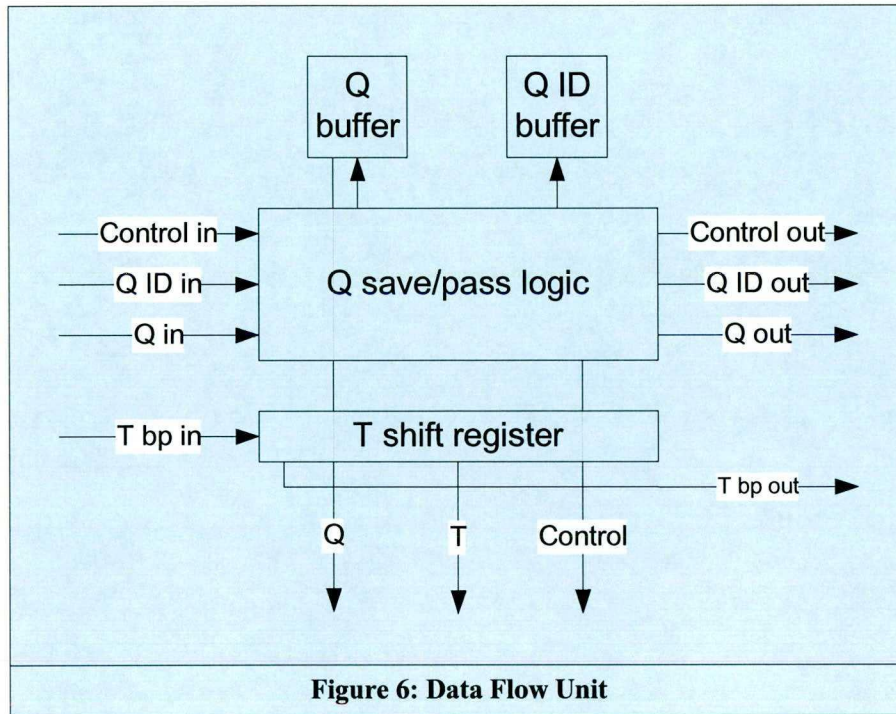 Q
buffer
Q ID
buffer
Control in
Q ID in
Q in
Q save/pass logic
Control out
Q ID out
Q out
T bp in
T shift register
T bp out
Q
T
Control
Figure 6: Data Flow Unit